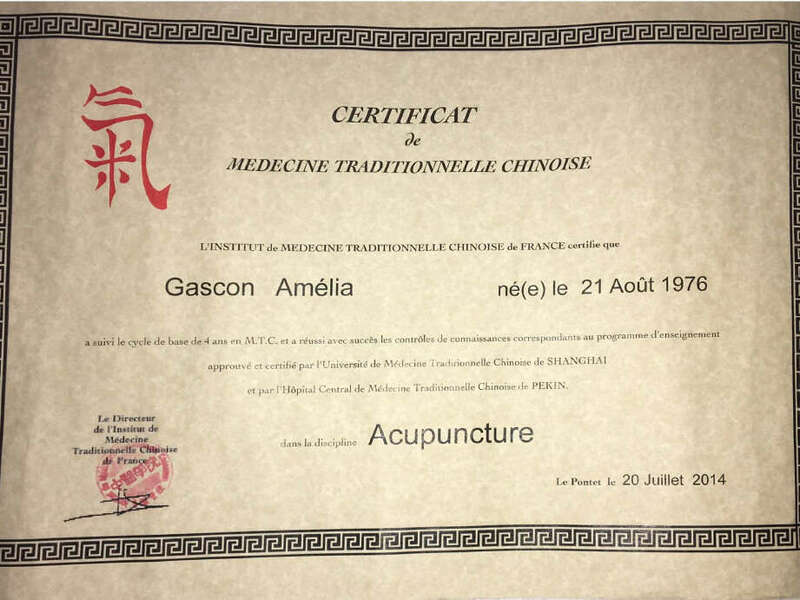 氣
CERTIFICAT
de
MEDECINE TRADITIONNELLE CHINOISE
L'INSTITUT de MEDECINE TRADITIONNELLE CHINOISE de FRANCE certifie que
Gascon Amélia né(e) le 21 Août 1976
a suivi le cycle de base de 4 ans en M.T.C. et a réussi avec succès les contrôles de connaissances correspondants au programme d'enseignement
approuvé et certifié par l'Université de Médecine Traditionnelle Chinoise de SHANGHAI
et par l'Hôpital Central de Médecine Traditionnelle Chinoise de PEKIN.
dans la discipline Acupuncture
Le Pontet le 20 Juillet 2014
Le Directeur
de l'Institut de
Médecine
Traditionnelle Chinoise
de France
中醫學院